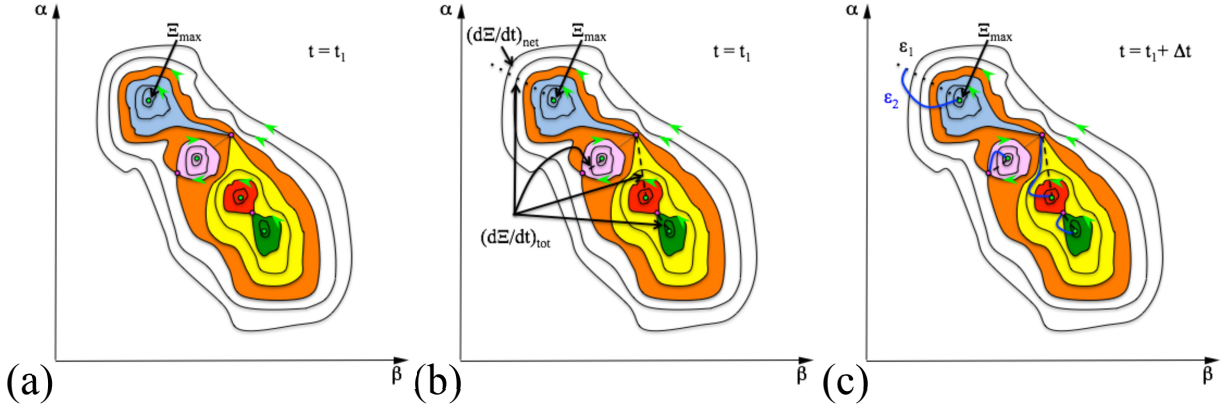 α
Ξmax
t = t1
β
(a)
α
(dΞ/dt)net
Ξmax
t = t1
(dΞ/dt)tot
β
(b)
α
Ξmax
ε1
t = t1+ Δt
ε2
β
(c)